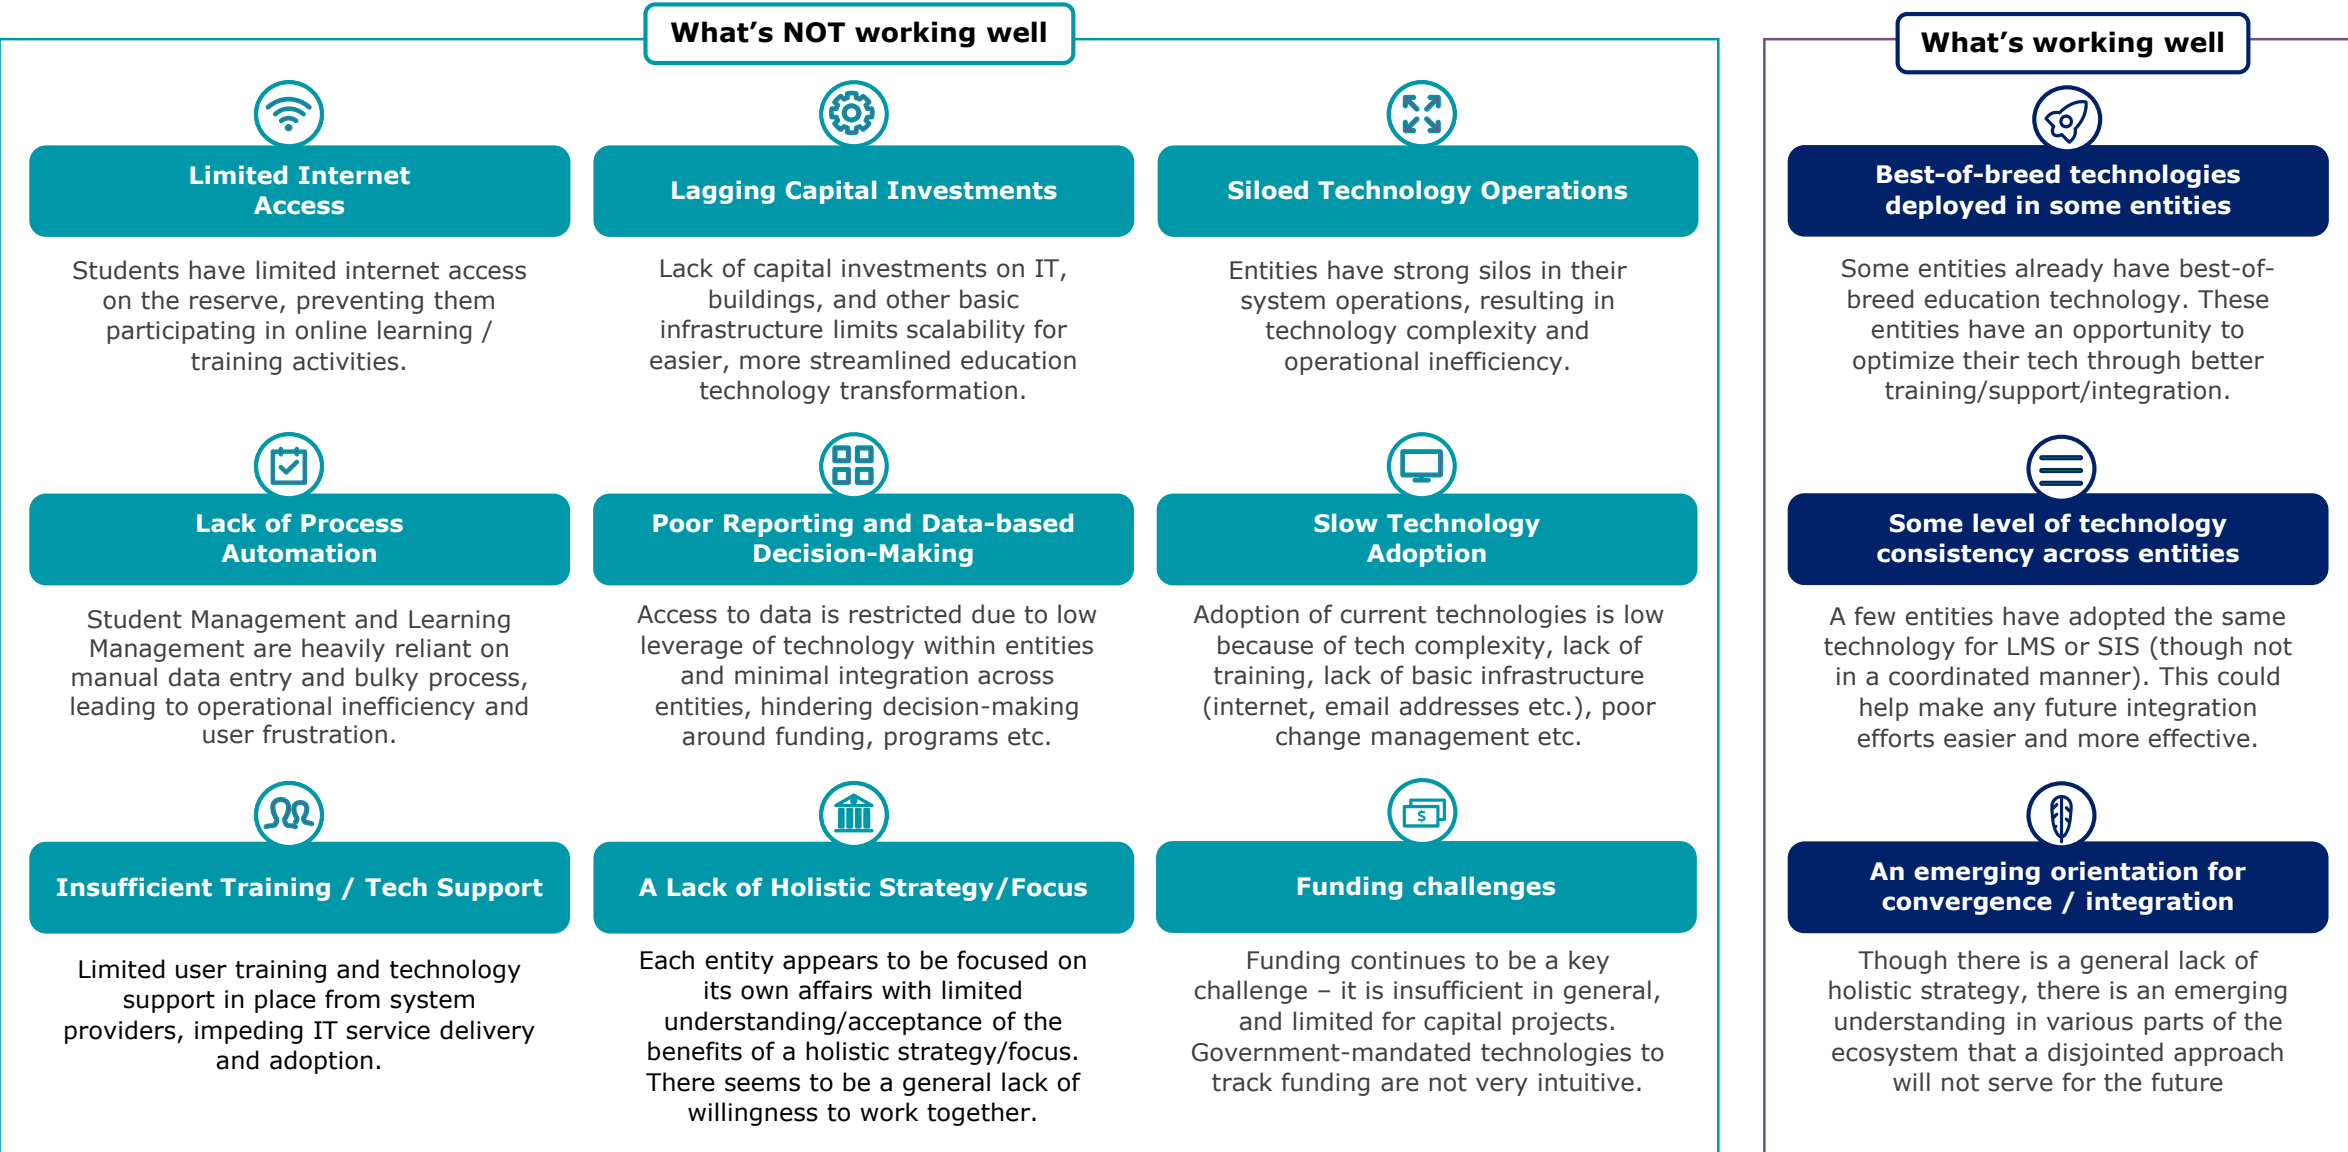 What's NOT working well
Limited Internet
Access
Students have limited internet access
on the reserve, preventing them
participating in online learning /
training activities.
Lagging Capital Investments
Lack of capital investments on IT,
buildings, and other basic
infrastructure limits scalability for
easier, more streamlined education
technology transformation.
Siloed Technology Operations
Entities have strong silos in their
system operations, resulting in
technology complexity and
operational inefficiency.
Lack of Process
Automation
Student Management and Learning
Management are heavily reliant on
manual data entry and bulky process,
leading to operational inefficiency and
user frustration.
Poor Reporting and Data-based
Decision-Making
Access to data is restricted due to low
leverage of technology within entities
and minimal integration across
entities, hindering decision-making
around funding, programs etc.
Slow Technology
Adoption
Adoption of current technologies is low
because of tech complexity, lack of
training, lack of basic infrastructure
(internet, email addresses etc.), poor
change management etc.
Insufficient Training / Tech Support
Limited user training and technology
support in place from system
providers, impeding IT service delivery
and adoption.
A Lack of Holistic Strategy/Focus
Each entity appears to be focused on
its own affairs with limited
understanding/acceptance of the
benefits of a holistic strategy/focus.
There seems to be a general lack of
willingness to work together.
$
Funding challenges
Funding continues to be a key
challenge – it is insufficient in general,
and limited for capital projects.
Government-mandated technologies to
track funding are not very intuitive.
What's working well
Best-of-breed technologies
deployed in some entities
Some entities already have best-of-
breed education technology. These
entities have an opportunity to
optimize their tech through better
training/support/integration.
Some level of technology
consistency across entities
A few entities have adopted the same
technology for LMS or SIS (though not
in a coordinated manner). This could
help make any future integration
efforts easier and more effective.
An emerging orientation for
convergence / integration
Though there is a general lack of
holistic strategy, there is an emerging
understanding in various parts of the
ecosystem that a disjointed approach
will not serve for the future